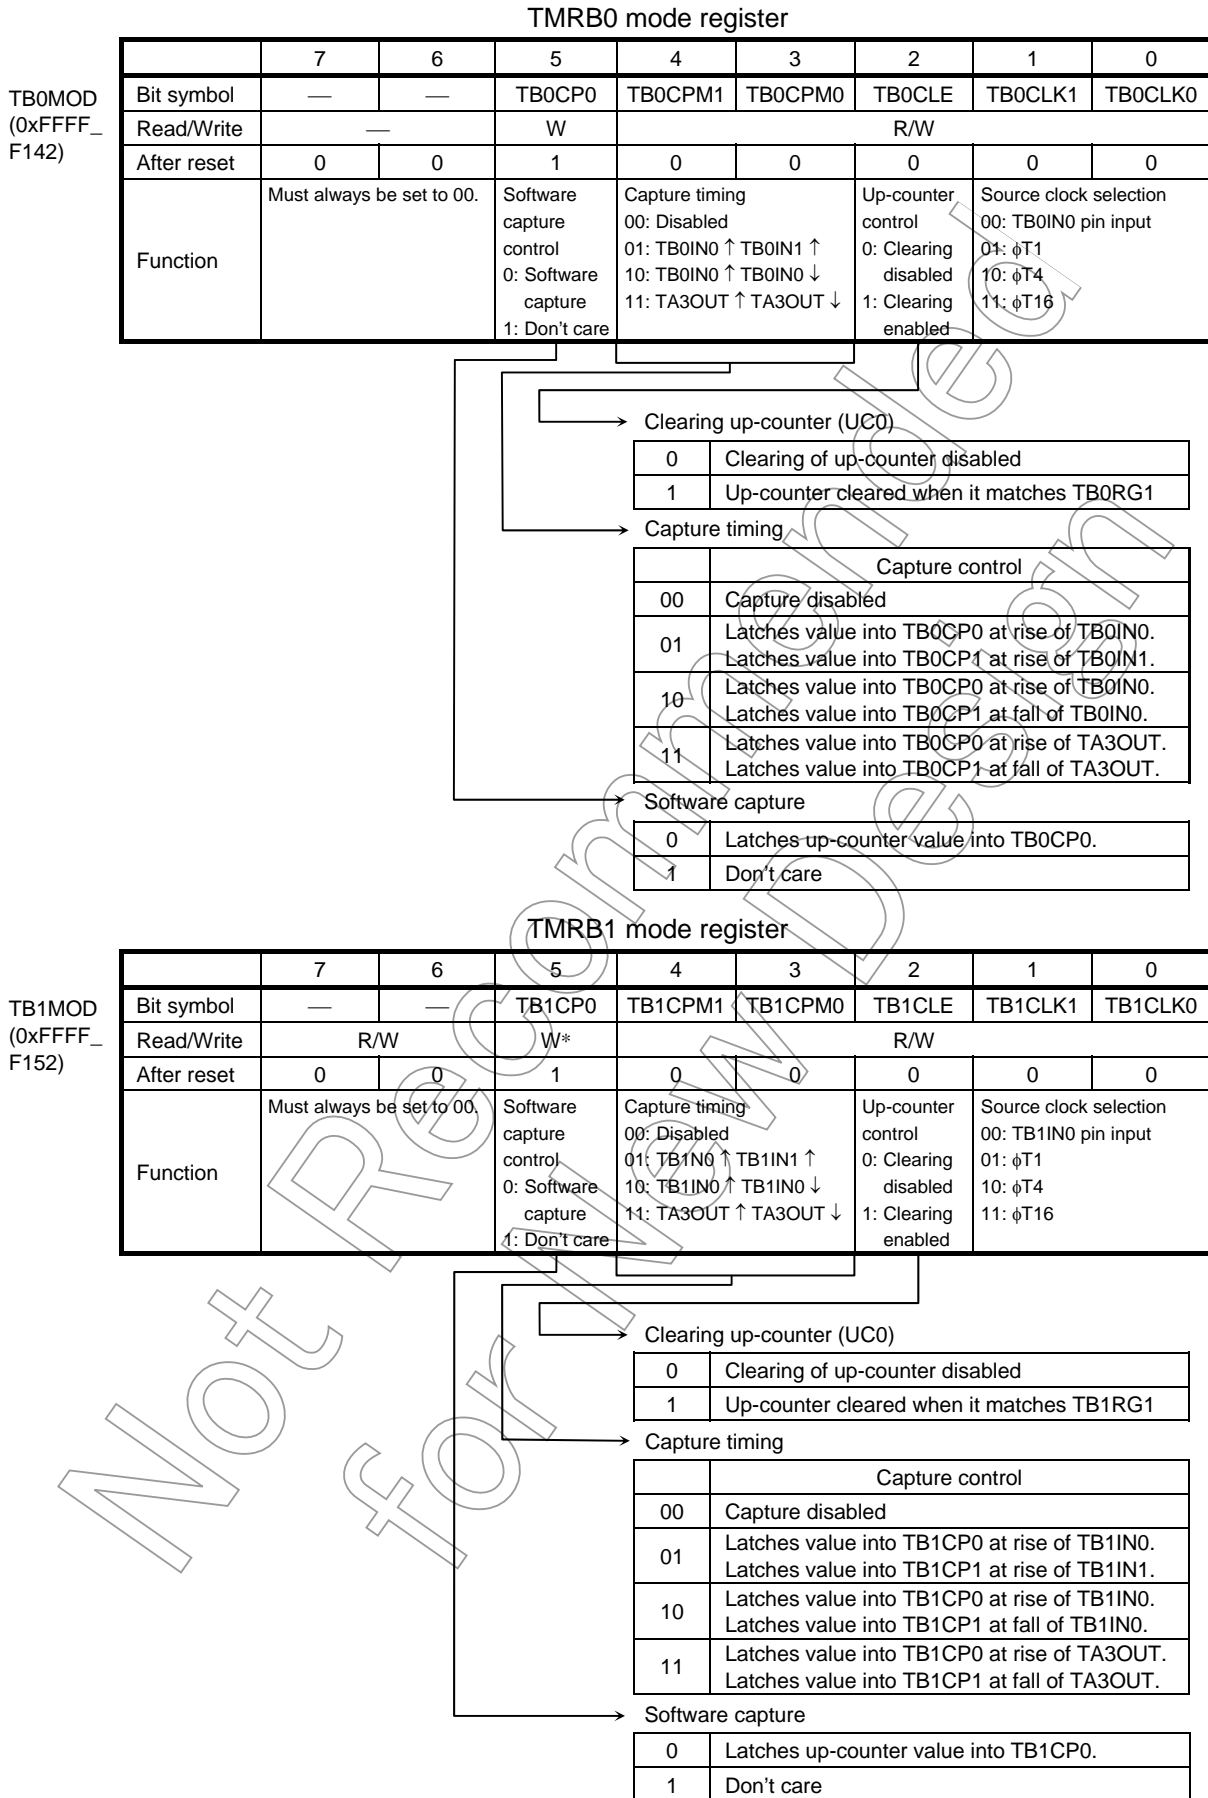 TMRB0 mode register
7 6 5 4 3 2 1 0
TB0MOD
(0xFFFF_
F142)
Bit symbol — — TB0CP0 TB0CPM1 TB0CPM0 TB0CLE TB0CLK1 TB0CLK0
Read/Write — W R/W
After reset 0 0 1 0 0 0 0 0
Function
Must always be set to 00.
Software
capture
control
0: Software
capture
1: Don't care
Capture timing
00: Disabled
01: TB0IN0 ↑ TB0IN1 ↑
10: TB0IN0 ↑ TB0IN0 ↓
11: TA3OUT ↑ TA3OUT ↓
Up-counter
control
0: Clearing
disabled
1: Clearing
enabled
Source clock selection
00: TB0IN0 pin input
01: ϕT1
10: ϕT4
11: ϕT16
Clearing up-counter (UC0)
0 Clearing of up-counter disabled
1 Up-counter cleared when it matches TB0RG1
Capture timing
Capture control
00 Capture disabled
01 Latches value into TB0CP0 at rise of TB0IN0.
Latches value into TB0CP1 at rise of TB0IN1.
10 Latches value into TB0CP0 at rise of TB0IN0.
Latches value into TB0CP1 at fall of TB0IN0.
11 Latches value into TB0CP0 at rise of TA3OUT.
Latches value into TB0CP1 at fall of TA3OUT.
Software capture
0 Latches up-counter value into TB0CP0.
1 Don't care
TMRB1 mode register
7 6 5 4 3 2 1 0
TB1MOD
(0xFFFF_
F152)
Bit symbol — — TB1CP0 TB1CPM1 TB1CPM0 TB1CLE TB1CLK1 TB1CLK0
Read/Write R/W W* R/W
After reset 0 0 1 0 0 0 0 0
Function
Must always be set to 00.
Software
capture
control
0: Software
capture
1: Don't care
Capture timing
00: Disabled
01: TB1N0 ↑ TB1IN1 ↑
10: TB1IN0 ↑ TB1IN0 ↓
11: TA3OUT ↑ TA3OUT ↓
Up-counter
control
0: Clearing
disabled
1: Clearing
enabled
Source clock selection
00: TB1IN0 pin input
01: ϕT1
10: ϕT4
11: ϕT16
Clearing up-counter (UC0)
0 Clearing of up-counter disabled
1 Up-counter cleared when it matches TB1RG1
Capture timing
Capture control
00 Capture disabled
01 Latches value into TB1CP0 at rise of TB1IN0.
Latches value into TB1CP1 at rise of TB1IN1.
10 Latches value into TB1CP0 at rise of TB1IN0.
Latches value into TB1CP1 at fall of TB1IN0.
11 Latches value into TB1CP0 at rise of TA3OUT.
Latches value into TB1CP1 at fall of TA3OUT.
Software capture
0 Latches up-counter value into TB1CP0.
1 Don't care
Not Recommended
for New Design